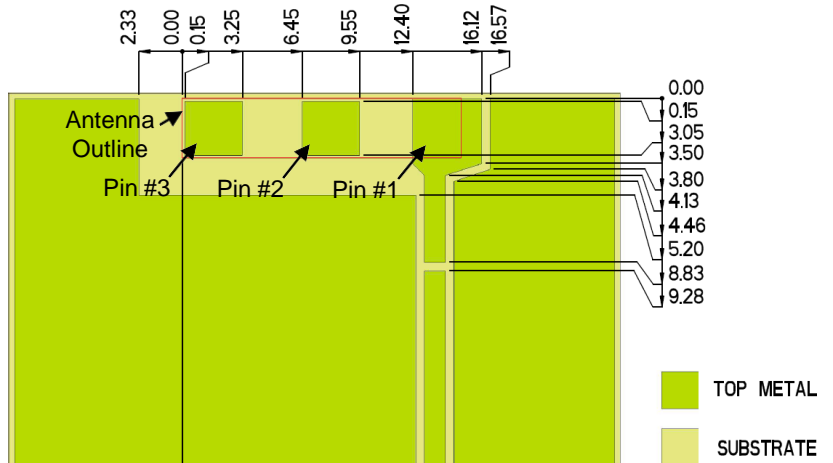 2.33
0.00
0.15
3.25
6.45
9.55
12.40
16.12
16.57
0.00
0.15
3.05
3.50
3.80
4.13
4.46
5.20
8.83
9.28
Antenna
Outline
Pin #3
Pin #2
Pin #1
TOP METAL
SUBSTRATE